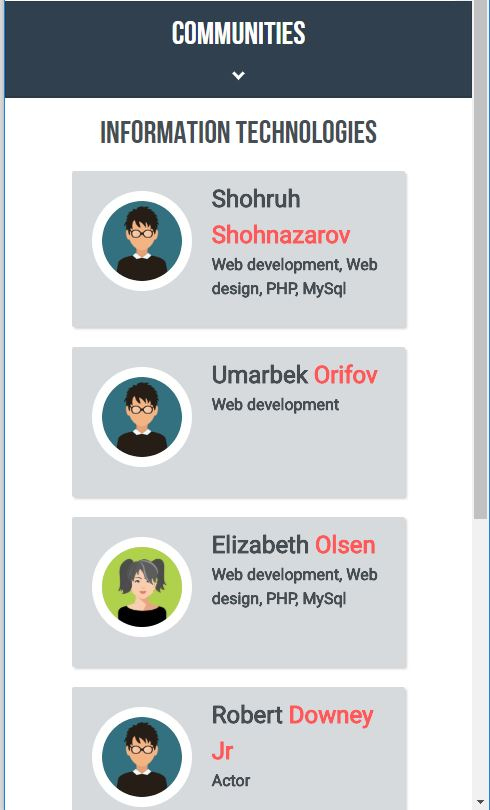 COMMUNITIES
INFORMATION TECHNOLOGIES
Shohruh
Shohnazarov
Web development, Web
design, PHP, MySql
Umarbek Orifov
Web development
Elizabeth Olsen
Web development, Web
design, PHP, MySql
Robert Downey
Jr
Actor